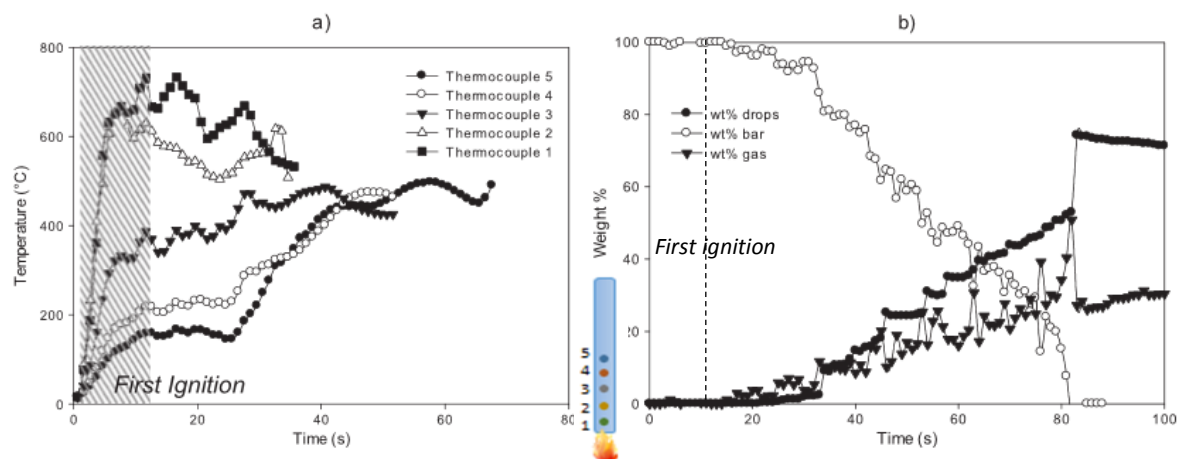 a)
800
600
400
200
0
Temperature (°C)
0
20
40
60
80
Time (s)
Thermocouple 5
Thermocouple 4
Thermocouple 3
Thermocouple 2
Thermocouple 1
First Ignition
5
4
3
2
1
b)
100
80
60
40
20
0
Weight %
0
20
40
60
80
100
Time (s)
wt% drops
wt% bar
wt% gas
First ignition